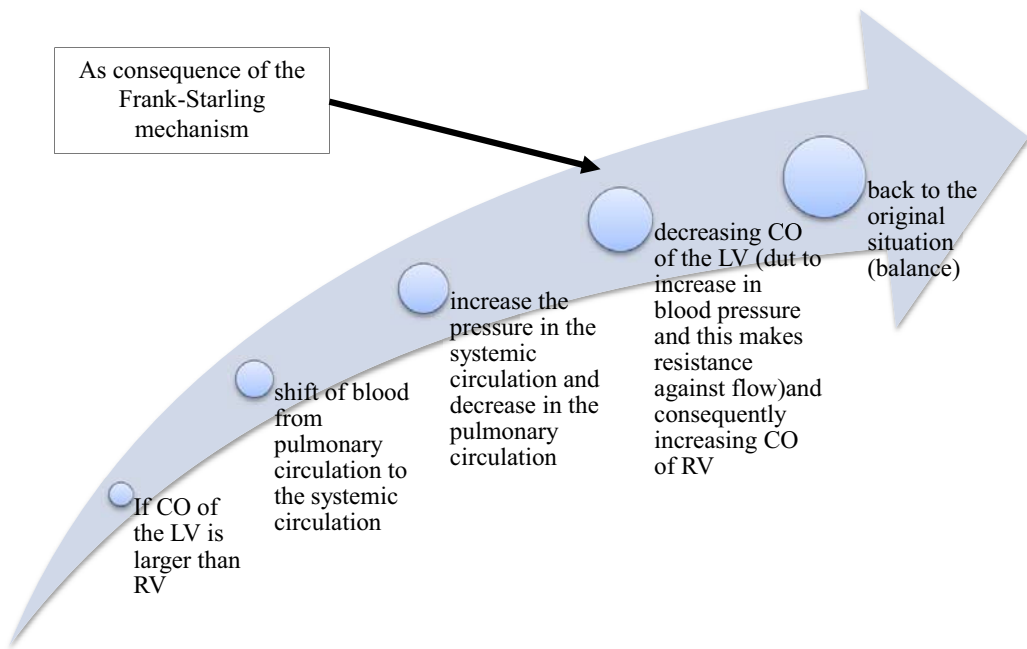 As consequence of the
Frank-Starling
mechanism
If CO of
the LV is
larger than
RV
shift of blood
from
pulmonary
circulation to
the systemic
circulation
increase the
pressure in the
systemic
circulation and
decrease in the
pulmonary
circulation
decreasing CO
of the LV (dut to
increase in
blood pressure
and this makes
resistance
against flow)and
consequently
increasing CO
of RV
back to the
original
situation
(balance)